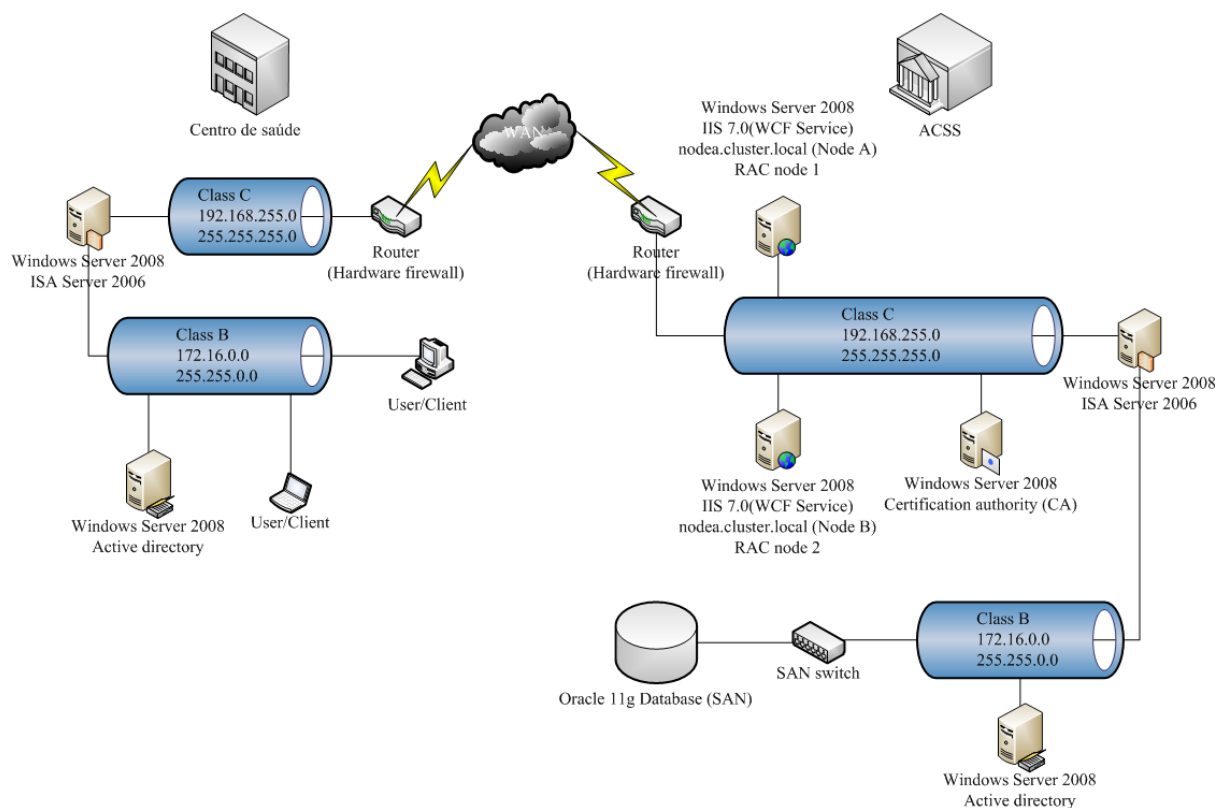 Centro de saúde
WAN
Windows Server 2008
IIS 7.0(WCF Service)
nodea.cluster.local (Node A)
RAC node 1
ACSS
Class C
192.168.255.0
255.255.255.0
Router
(Hardware firewall)
Windows Server 2008
ISA Server 2006
Router
(Hardware firewall)
Class C
192.168.255.0
255.255.255.0
Windows Server 2008
ISA Server 2006
Class B
172.16.0.0
255.255.0.0
User/Client
Windows Server 2008
Active directory
User/Client
Windows Server 2008
IIS 7.0(WCF Service)
nodea.cluster.local (Node B)
RAC node 2
Windows Server 2008
Certification authority (CA)
Class B
172.16.0.0
255.255.0.0
SAN switch
Oracle 11g Database (SAN)
Windows Server 2008
Active directory